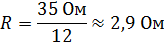 R = 35 Ом / 12 ≈ 2,9 Ом